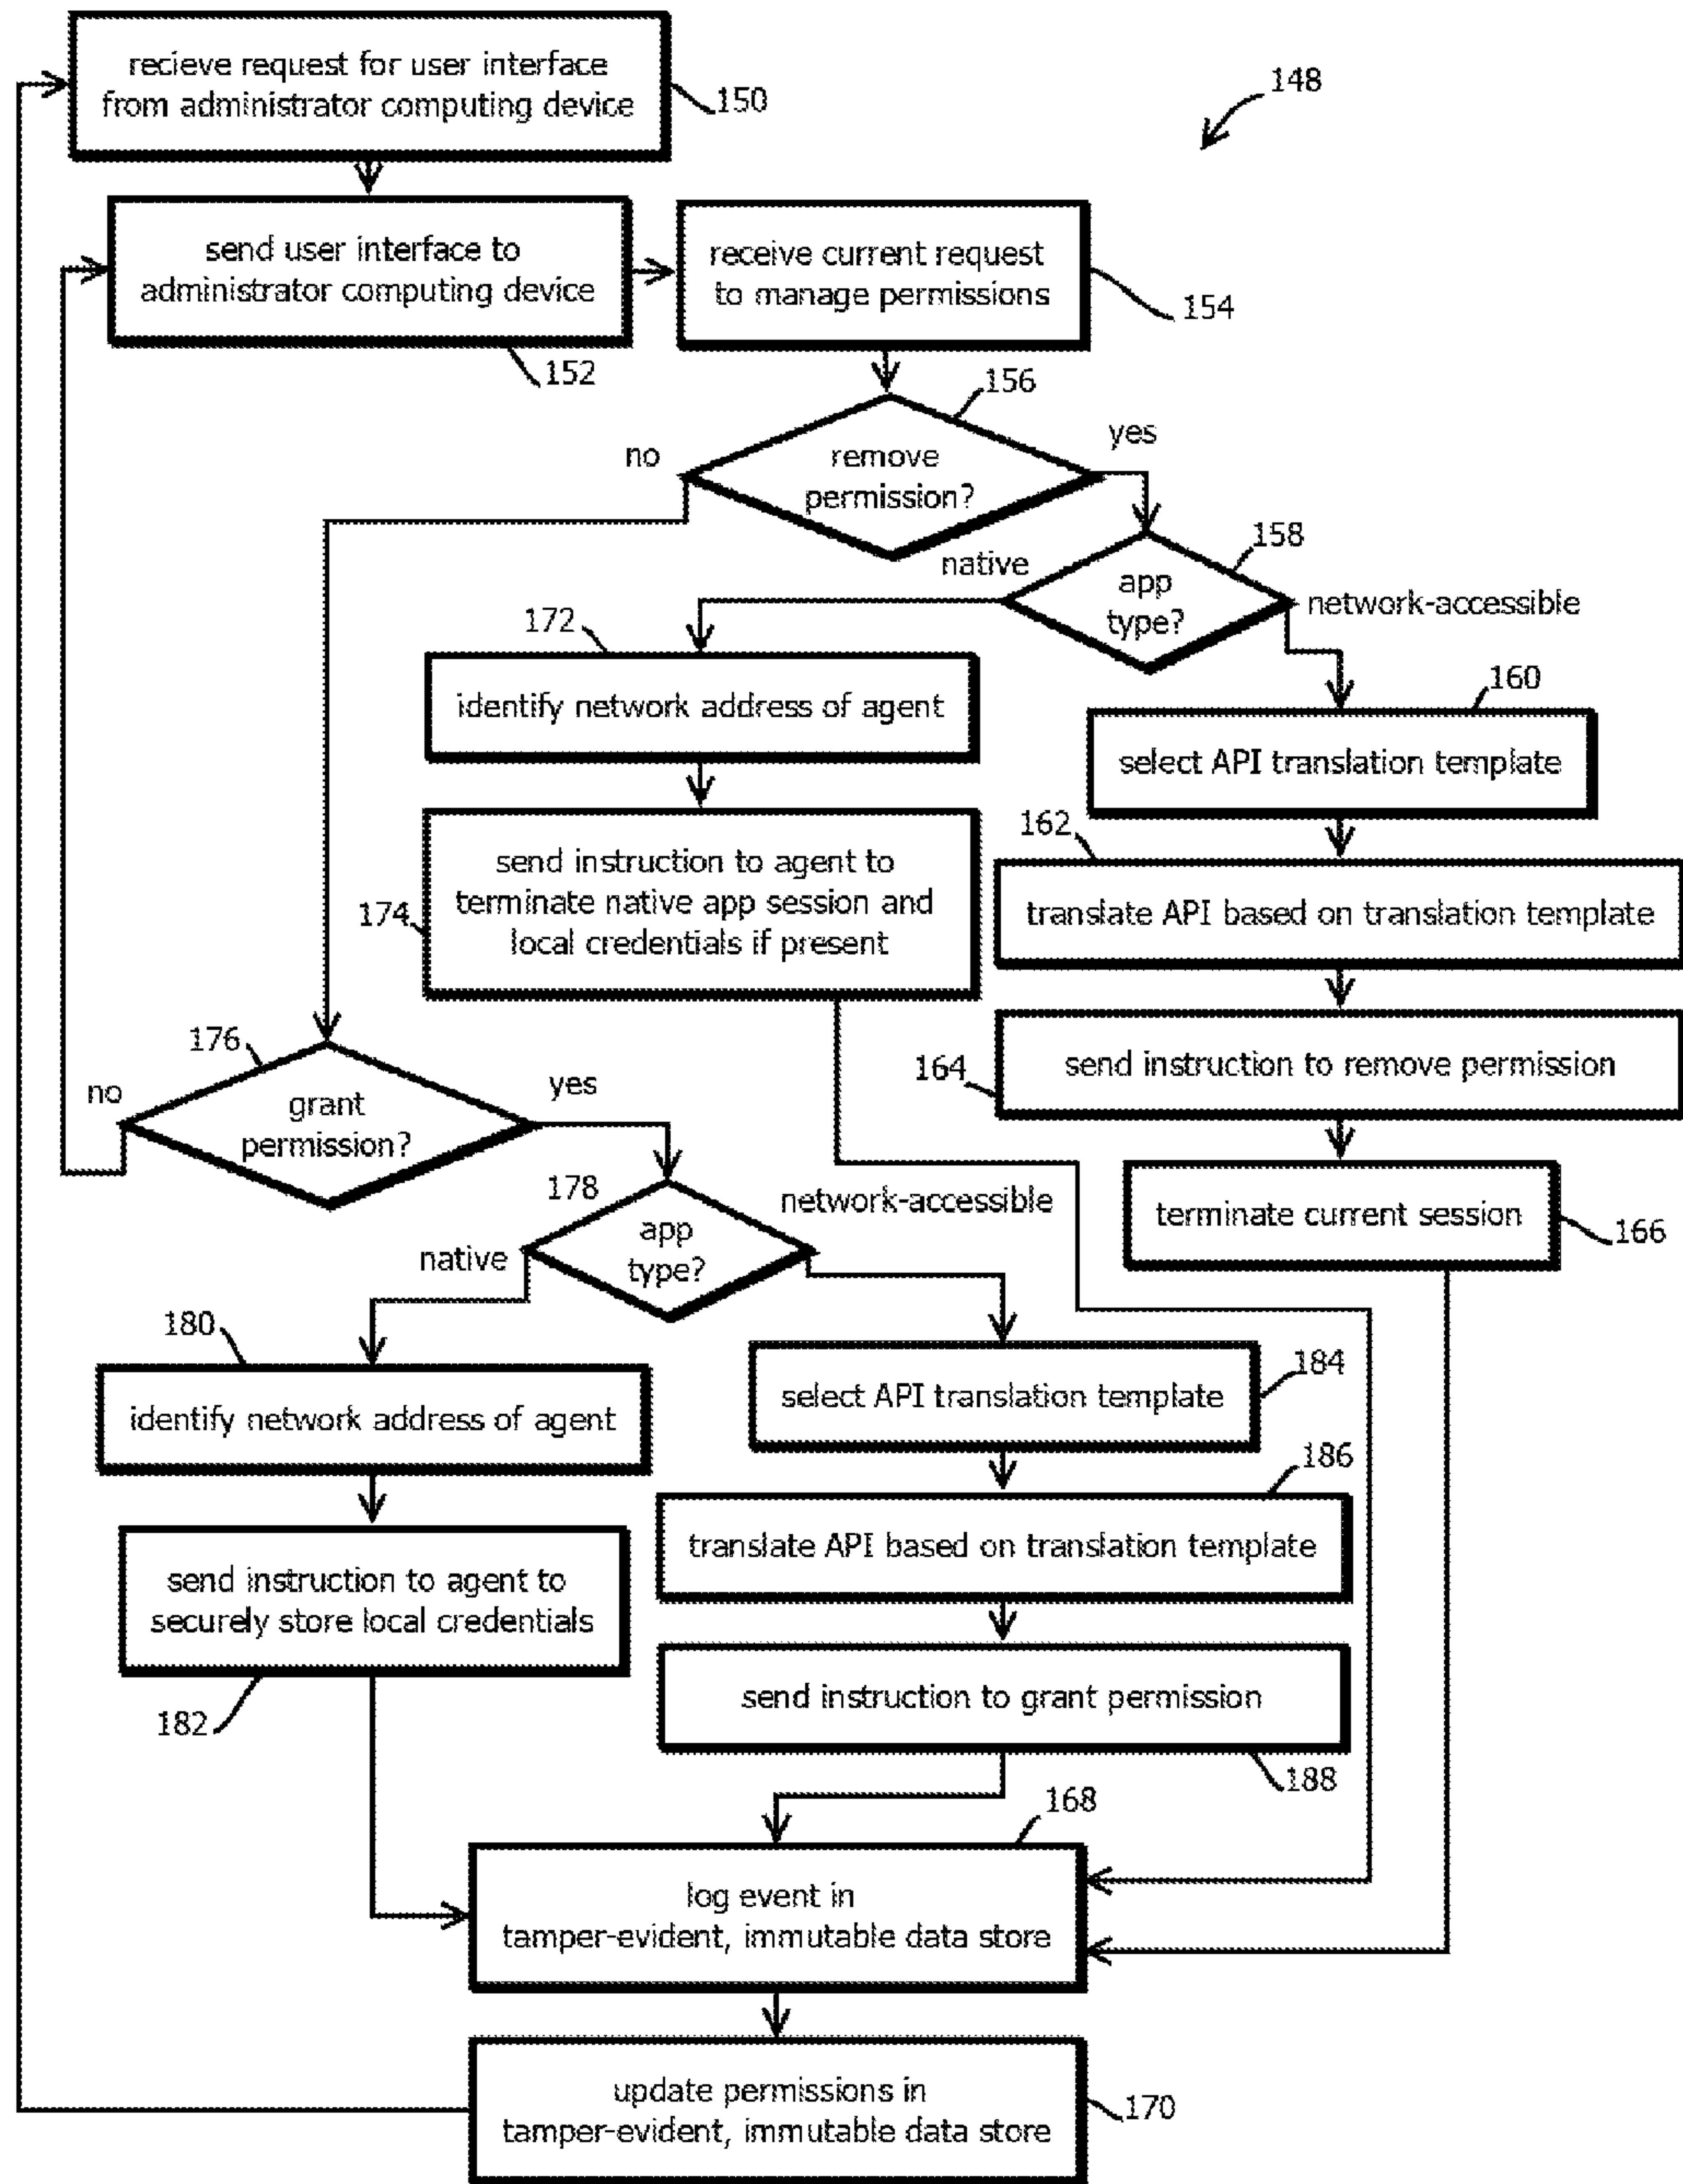 recieve request for user interface
from administrator computing device
150
148
send user interface to
administrator computing device
152
receive current request
to manage permissions
154
156
no
yes
remove
permission?
158
native
app
type?
network-accessible
172
identify network address of agent
160
select API translation template
162
translate API based on translation template
174
send instruction to agent to
terminate native app session and
local credentials if present
164
send instruction to remove permission
176
no
yes
grant
permission?
terminate current session
166
178
network-accessible
native
app
type?
180
identify network address of agent
184
select API translation template
186
translate API based on translation template
send instruction to agent to
securely store local credentials
182
send instruction to grant permission
188
168
log event in
tamper-evident, immutable data store
update permissions in
tamper-evident, immutable data store
170